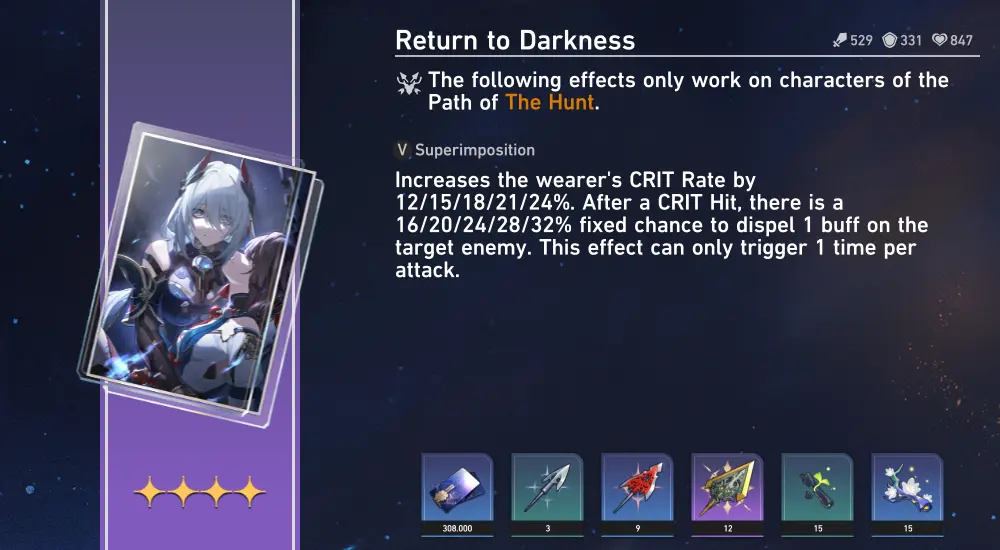 Return to Darkness
529 331 847
The following effects only work on characters of the
Path of The Hunt.
V Superimposition
Increases the wearer's CRIT Rate by
12/15/18/21/24%. After a CRIT Hit, there is a
16/20/24/28/32% fixed chance to dispel 1 buff on the
target enemy. This effect can only trigger 1 time per
attack.
308.000 3 9 12 15 15